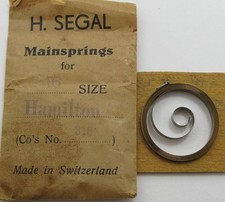 H. SEGAL
Mainsprings
for
SIZE
Hamilton
(Co's No. )
Made in Switzerland